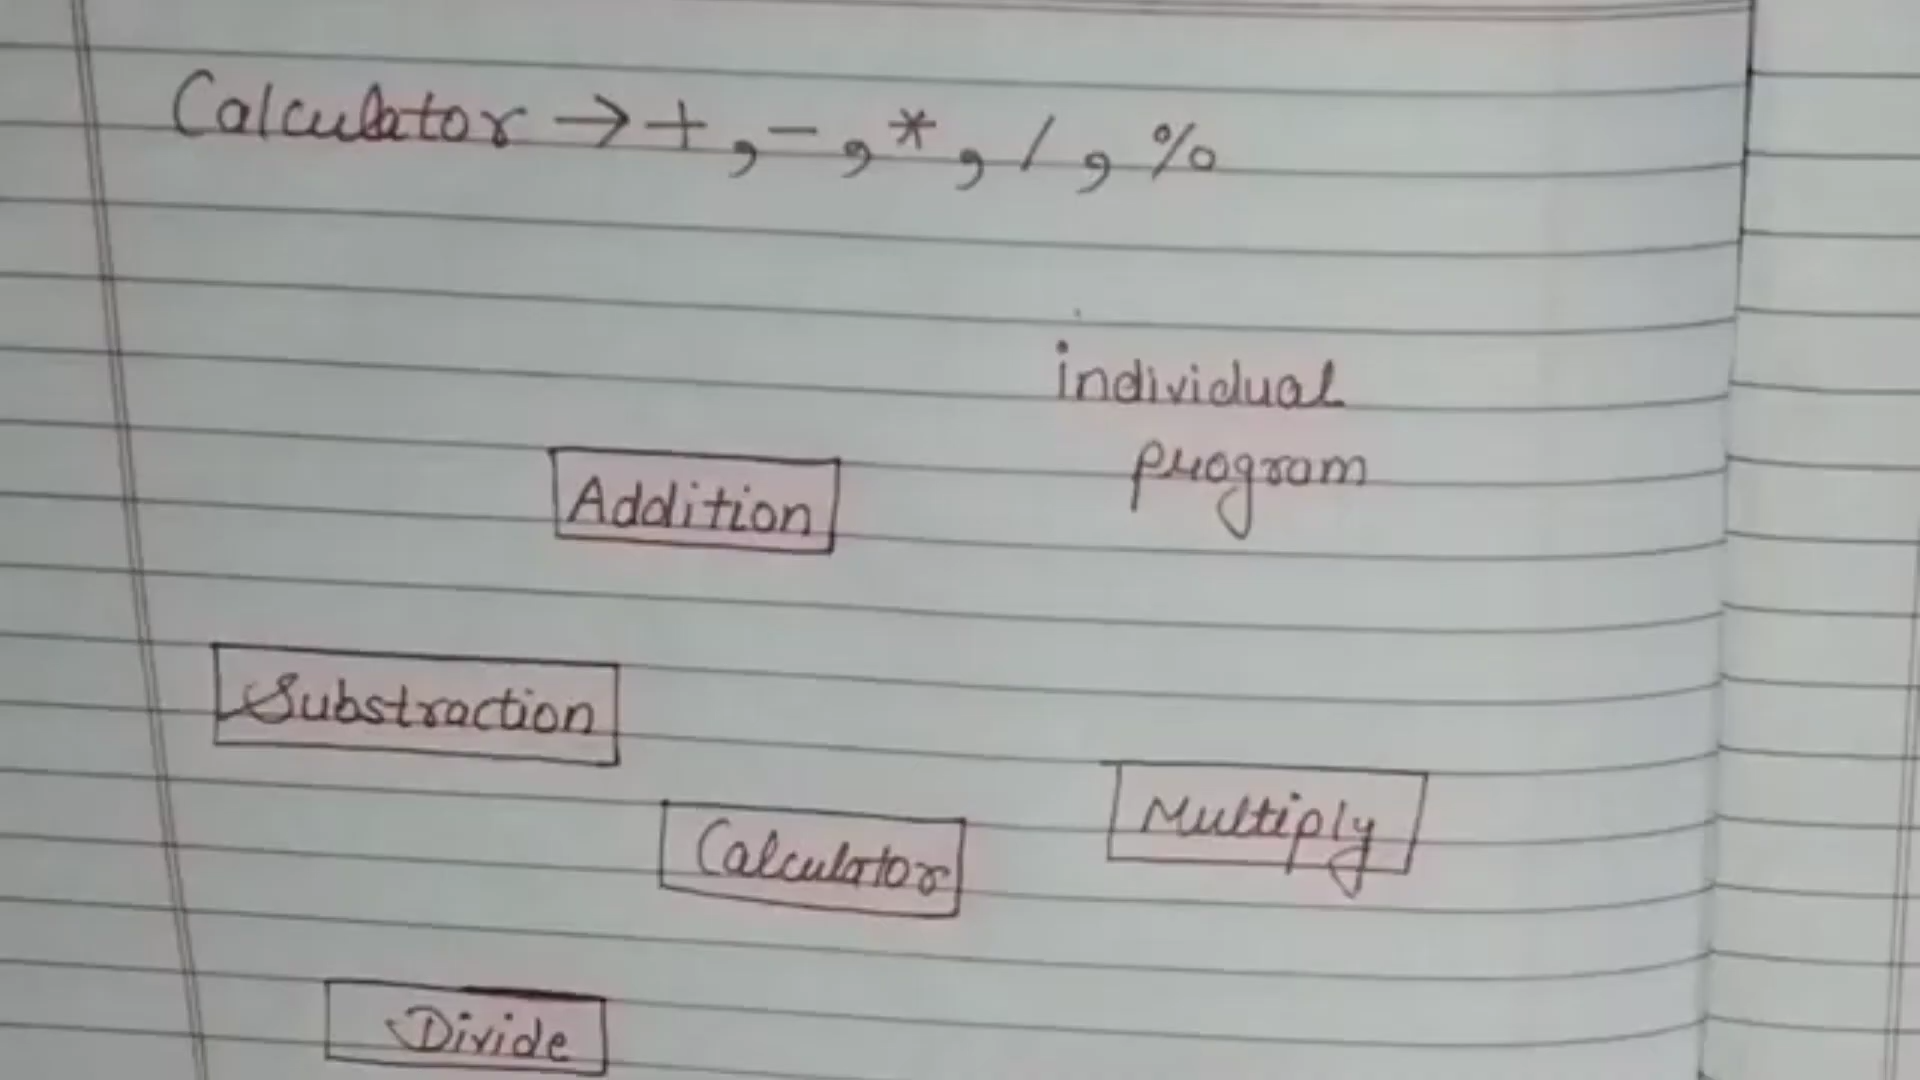 Calculator → + , - , * , / , %
individual
program
Addition
Substraction
Multiply
Calculator
Divide